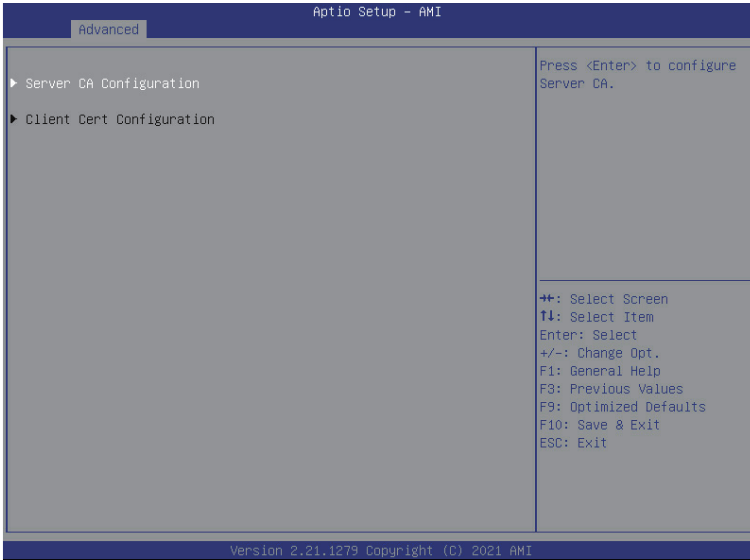 Aptio Setup – AMI
Advanced
Server CA Configuration
Client Cert Configuration
Press <Enter> to configure
Server CA.
→←: Select Screen
↑↓: Select Item
Enter: Select
+/-: Change Opt.
F1: General Help
F3: Previous Values
F9: Optimized Defaults
F10: Save & Exit
ESC: Exit
Version 2.21.1279 Copyright (C) 2021 AMI